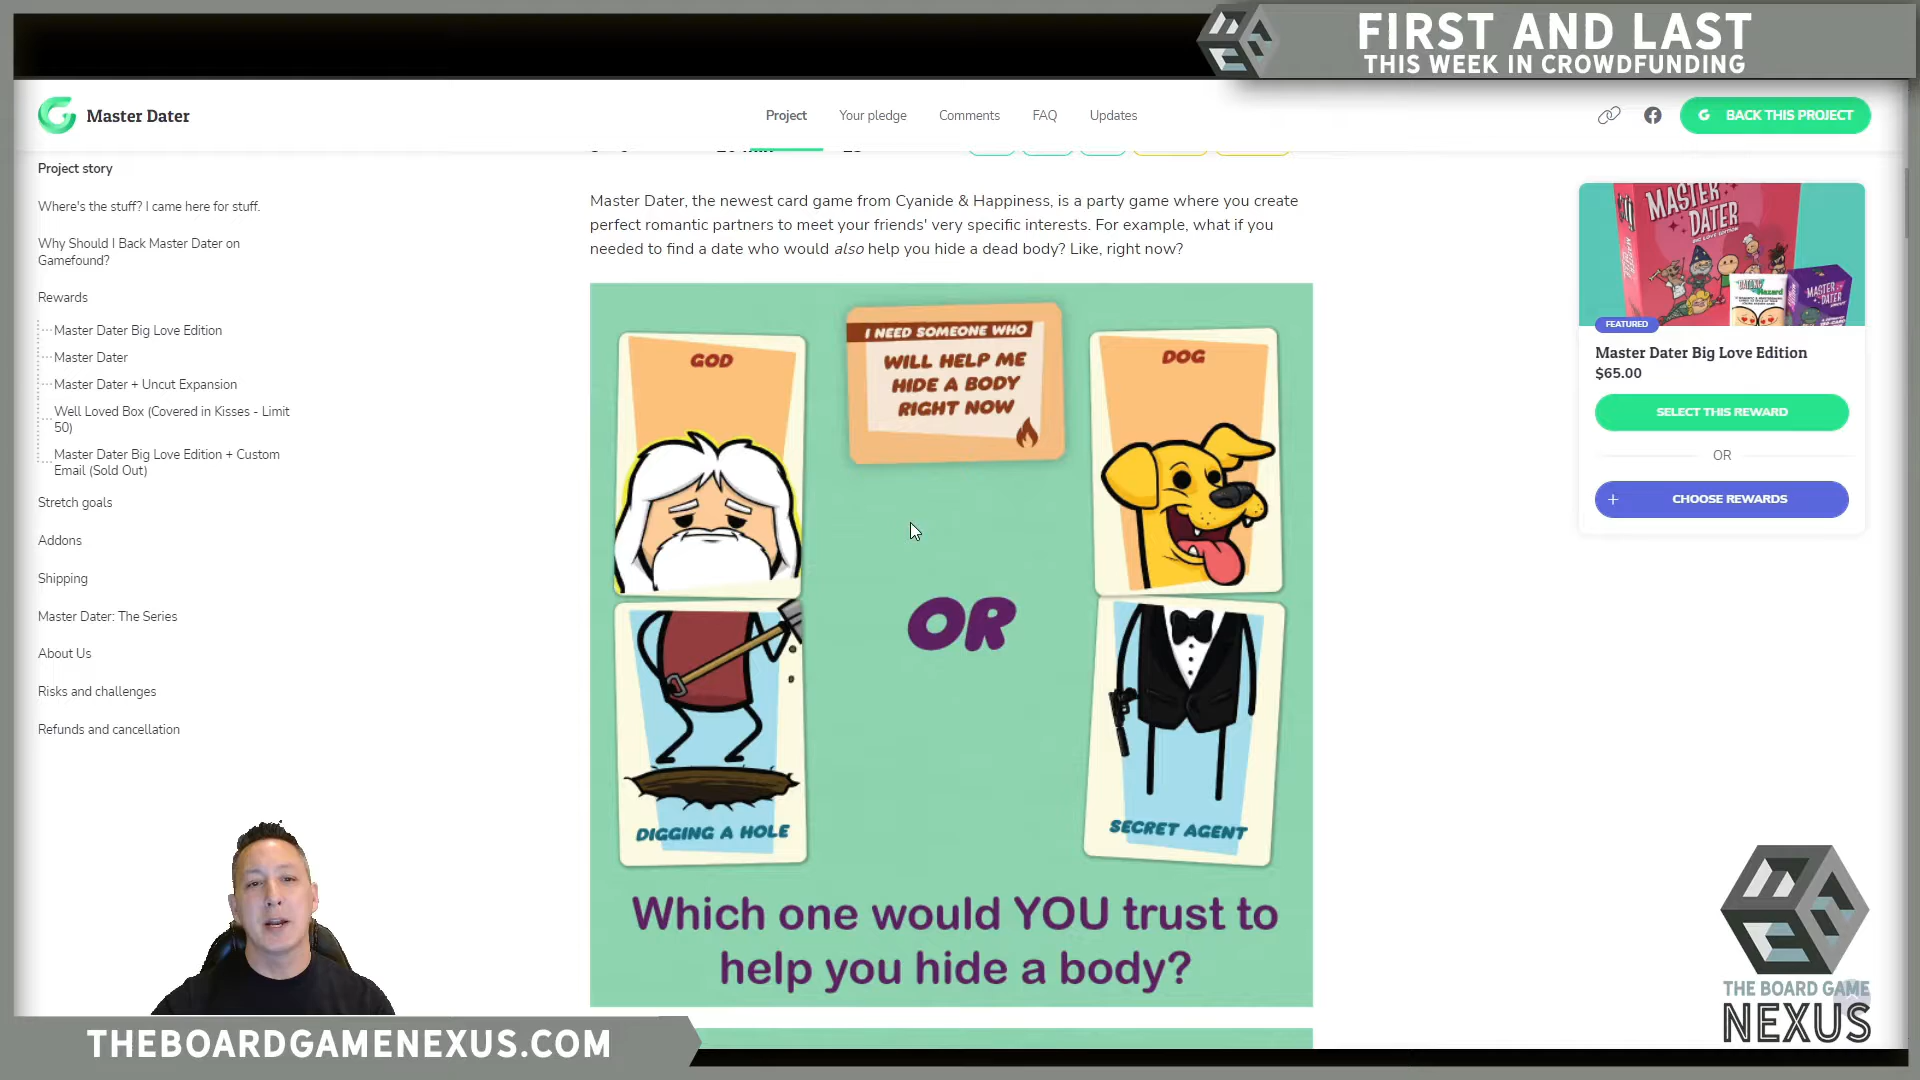 FIRST AND LAST
THIS WEEK IN CROWDFUNDING
Master Dater
Project
Your pledge
Comments
FAQ
Updates
BACK THIS PROJECT
Project story
Where's the stuff? I came here for stuff.
Why Should I Back Master Dater on
Gamefound?
Rewards
Master Dater Big Love Edition
Master Dater
Master Dater + Uncut Expansion
Well Loved Box (Covered in Kisses - Limit
50)
Master Dater Big Love Edition + Custom
Email (Sold Out)
Stretch goals
Addons
Shipping
Master Dater: The Series
About Us
Risks and challenges
Refunds and cancellation
Master Dater, the newest card game from Cyanide & Happiness, is a party game where you create
perfect romantic partners to meet your friends' very specific interests. For example, what if you
needed to find a date who would also help you hide a dead body? Like, right now?
GOD
I NEED SOMEONE WHO
WILL HELP ME
HIDE A BODY
RIGHT NOW
DOG
OR
DIGGING A HOLE
SECRET AGENT
Which one would YOU trust to
help you hide a body?
MASTER
DATER
BIG LOVE EDITION
MASTER
DATER
FEATURED
Master Dater Big Love Edition
$65.00
SELECT THIS REWARD
OR
+ CHOOSE REWARDS
THE BOARD GAME
NEXUS
THEBOARDGAMENEXUS.COM